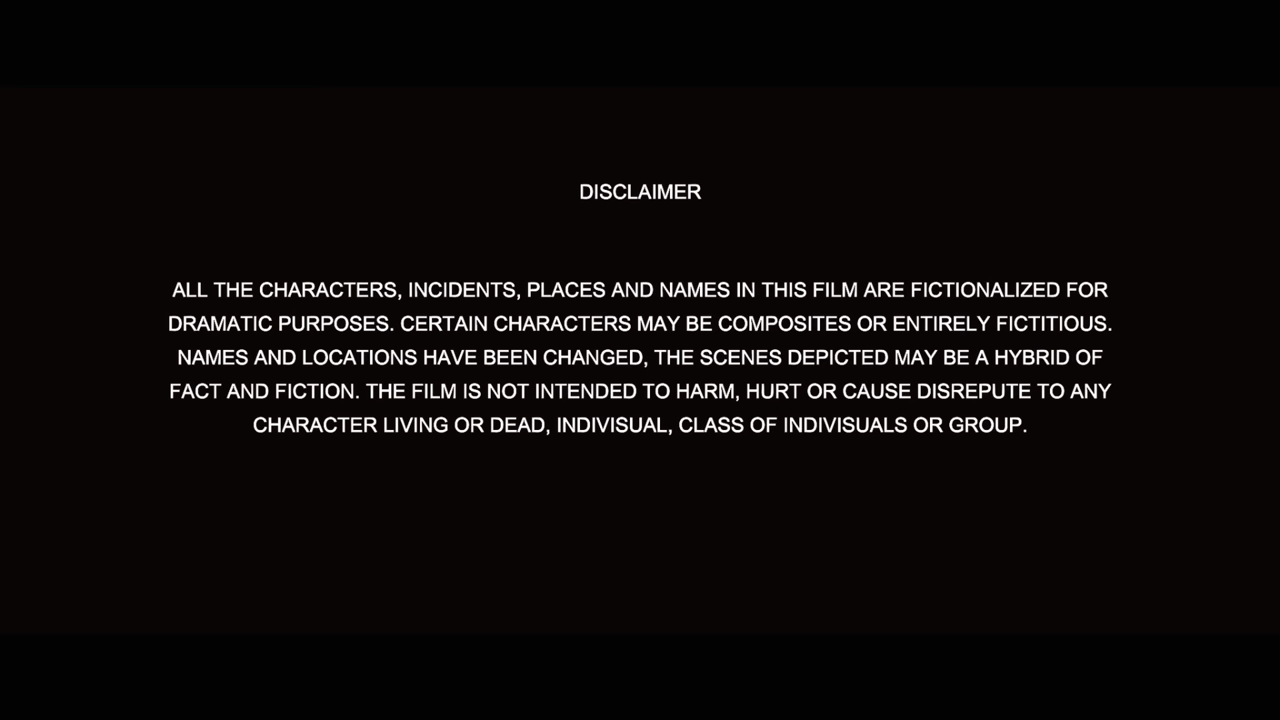 DISCLAIMER
ALL THE CHARACTERS, INCIDENTS, PLACES AND NAMES IN THIS FILM ARE FICTIONALIZED FOR
DRAMATIC PURPOSES. CERTAIN CHARACTERS MAY BE COMPOSITES OR ENTIRELY FICTITIOUS.
NAMES AND LOCATIONS HAVE BEEN CHANGED, THE SCENES DEPICTED MAY BE A HYBRID OF
FACT AND FICTION. THE FILM IS NOT INTENDED TO HARM, HURT OR CAUSE DISREPUTE TO ANY
CHARACTER LIVING OR DEAD, INDIVISUAL, CLASS OF INDIVISUALS OR GROUP.